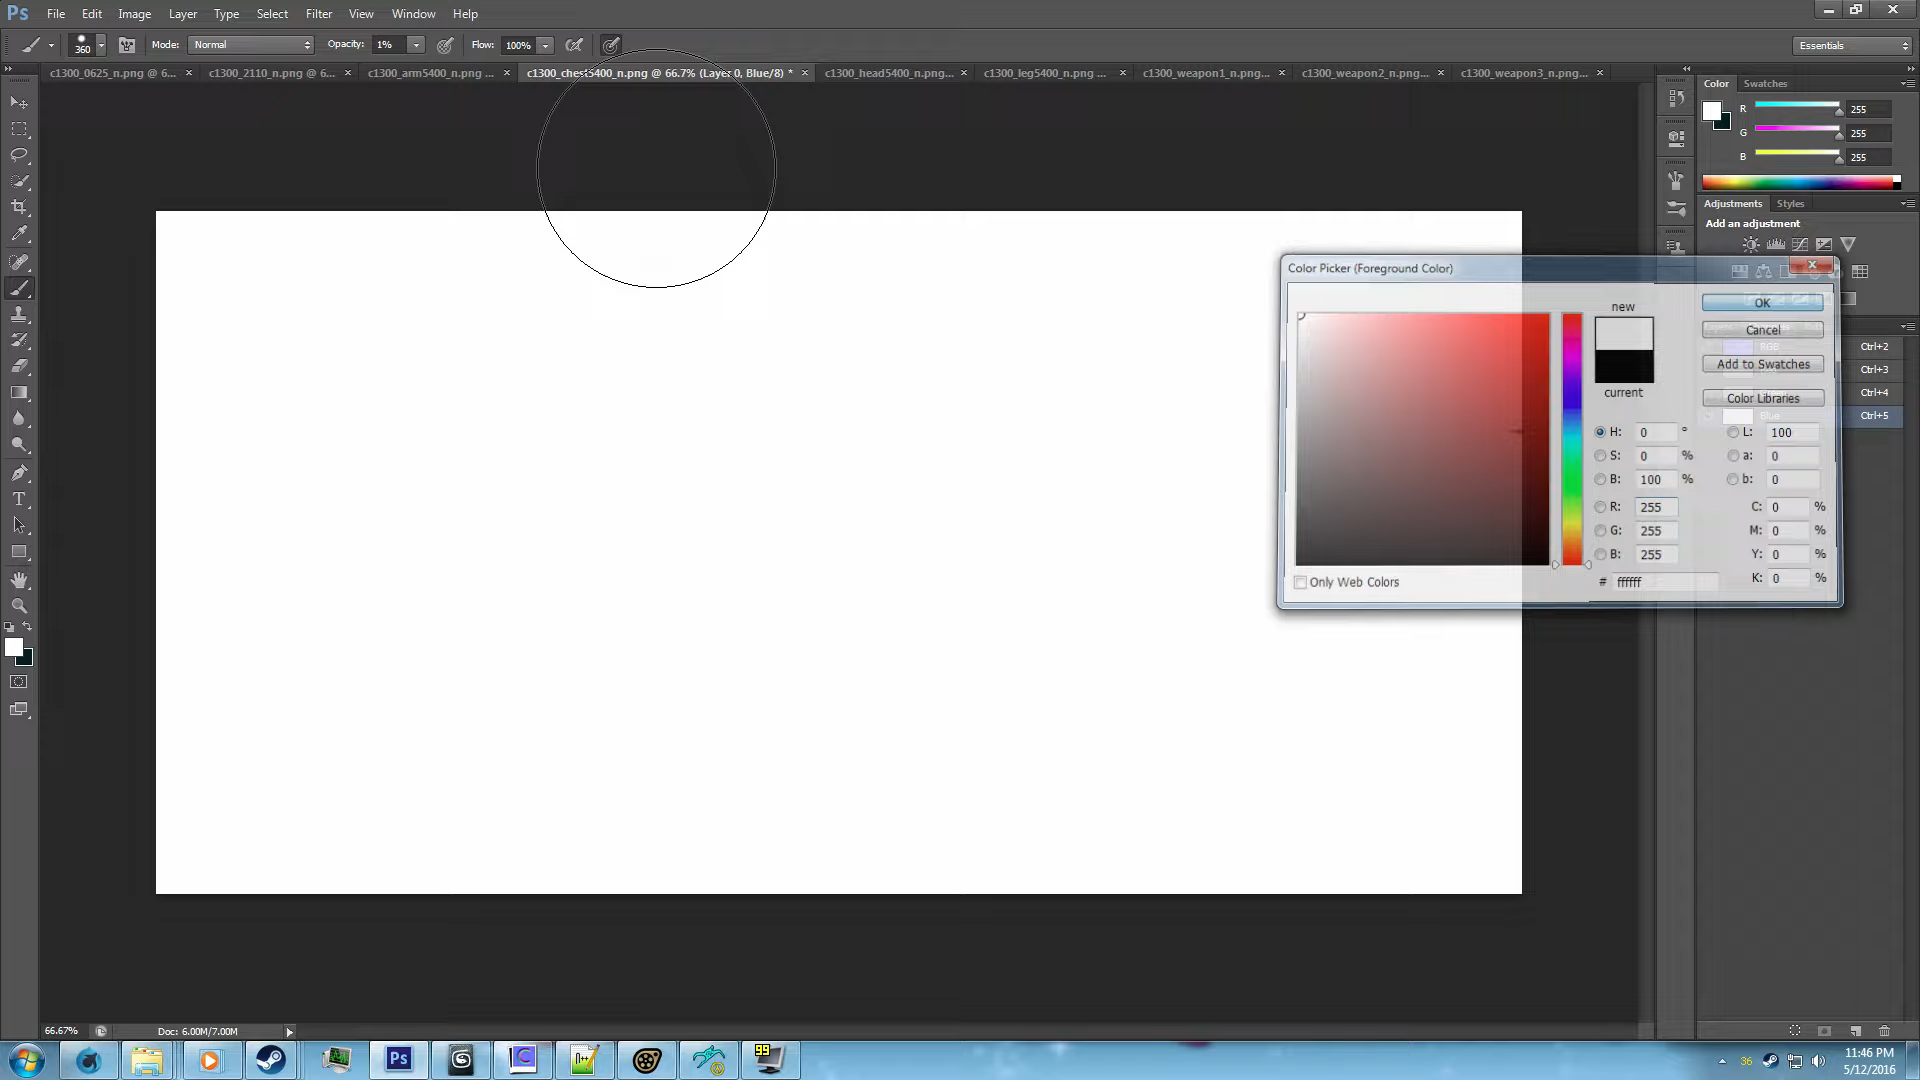 Ps File Edit Image Layer Type Select Filter View Window Help
360 Mode: Normal Opacity: 1% Flow: 100% Essentials
c1300_0625_n.png @ 6... × c1300_2110_n.png @ 6... × c1300_arm5400_n.png ... × c1300_chest5400_n.png @ 66.7% (Layer 0, Blue/8) * × c1300_head5400_n.png... × c1300_leg5400_n.png ... × c1300_weapon1_n.png... × c1300_weapon2_n.png... × c1300_weapon3_n.png... ×
Color Swatches
R 255
G 255
B 255
Adjustments Styles
Add an adjustment
Color Picker (Foreground Color)
new
OK
Cancel
RGB Ctrl+2
Ctrl+3
Add to Swatches
current
Ctrl+4
Color Libraries
Blue Ctrl+5
H: 0 ° L: 100
S: 0 % a: 0
B: 100 % b: 0
R: 255 C: 0 %
G: 255 M: 0 %
B: 255 Y: 0 %
# ffffff K: 0 %
Only Web Colors
T
66.67% Doc: 6.00M/7.00M
Ps n++ 99 36 11:46 PM
5/12/2016